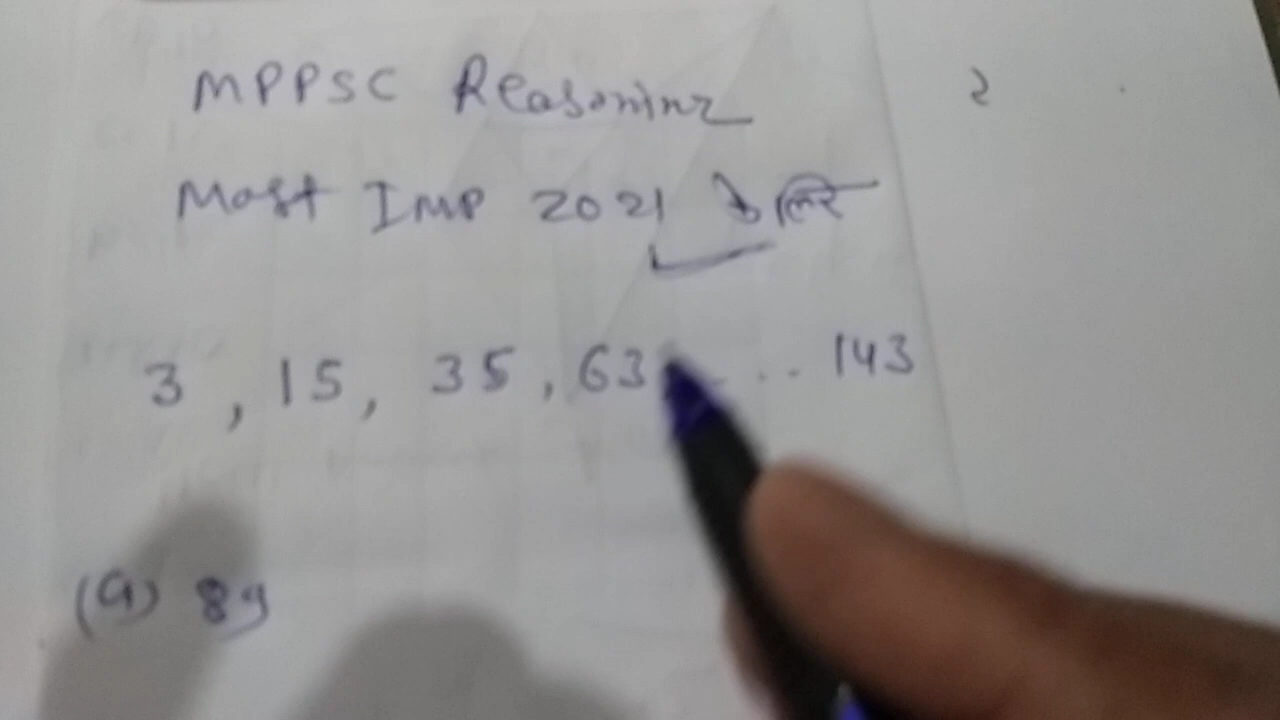 MPPSC Reasoning
Most IMP 2021 के लिए
3, 15, 35, 63 ... 143
(a) 89